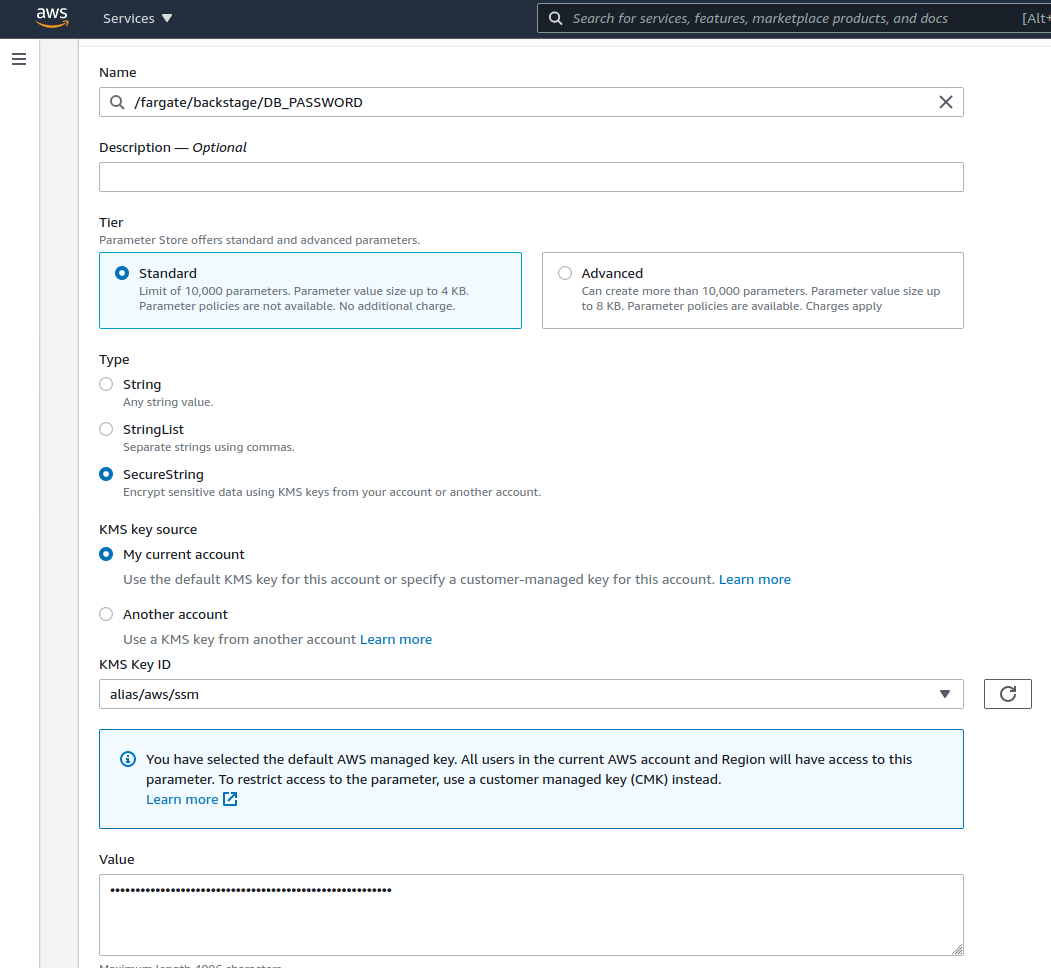 aws
Services
Search for services, features, marketplace products, and docs
[Alt+
Name
/fargate/backstage/DB_PASSWORD
Description — Optional
Tier
Parameter Store offers standard and advanced parameters.
Standard
Limit of 10,000 parameters. Parameter value size up to 4 KB.
Parameter policies are not available. No additional charge.
Advanced
Can create more than 10,000 parameters. Parameter value size up
to 8 KB. Parameter policies are available. Charges apply
Type
String
Any string value.
StringList
Separate strings using commas.
SecureString
Encrypt sensitive data using KMS keys from your account or another account.
KMS key source
My current account
Use the default KMS key for this account or specify a customer-managed key for this account. Learn more
Another account
Use a KMS key from another account Learn more
KMS Key ID
alias/aws/ssm
You have selected the default AWS managed key. All users in the current AWS account and Region will have access to this
parameter. To restrict access to the parameter, use a customer managed key (CMK) instead.
Learn more
Value
••••••••••••••••••••••••••••••••••••••••••••••••••••••••
Maximum length 4096 characters